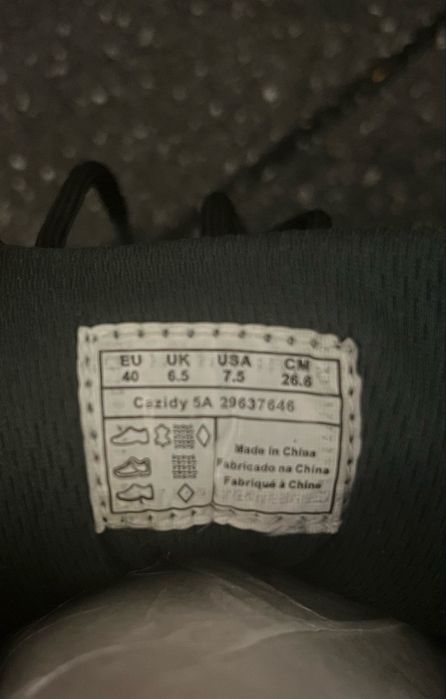 EU UK USA CM
40 6.5 7.5 26.6
Cazidy 5A 29637646
Made in China
Fabricado na China
Fabriqué à Chine